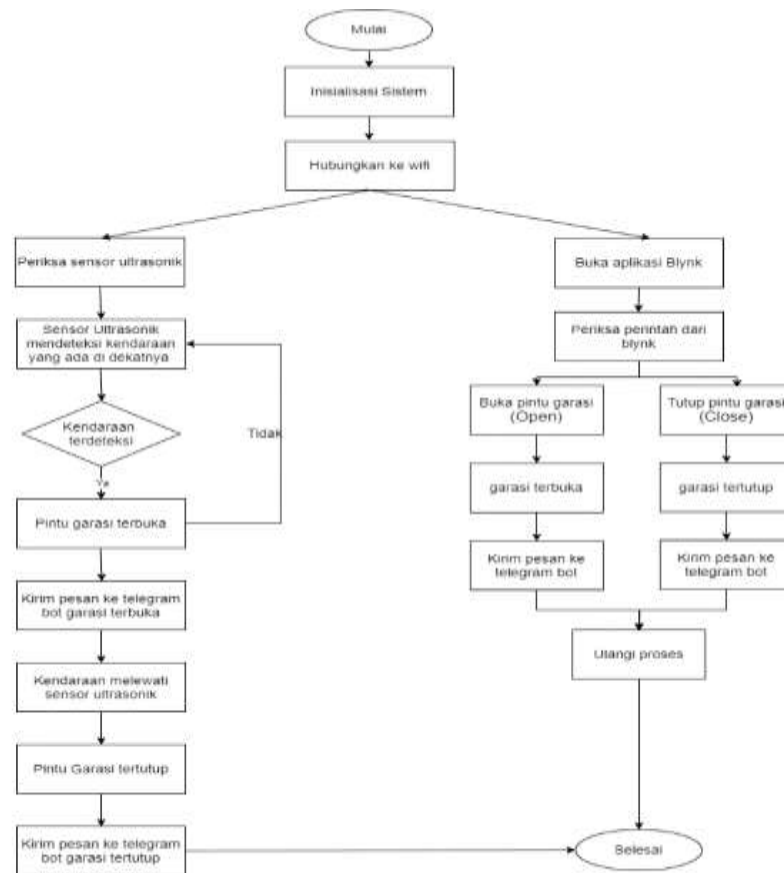 Mulai
Inisialisasi Sistem
Hubungkan ke wifi
Periksa sensor ultrasonik
Sensor Ultrasonik
mendeteksi kendaraan
yang ada di dekatnya
Kendaraan
terdeteksi
Tidak
Ya
Pintu garasi terbuka
Kirim pesan ke telegram
bot garasi terbuka
Kendaraan melewati
sensor ultrasonik
Pintu Garasi tertutup
Kirim pesan ke telegram
bot garasi tertutup
Buka aplikasi Blynk
Periksa perintah dari
blynk
Buka pintu garasi
(Open)
garasi terbuka
Kirim pesan ke
telegram bot
Tutup pintu garasi
(Close)
garasi tertutup
Kirim pesan ke
telegram bot
Ulangi proses
Selesai